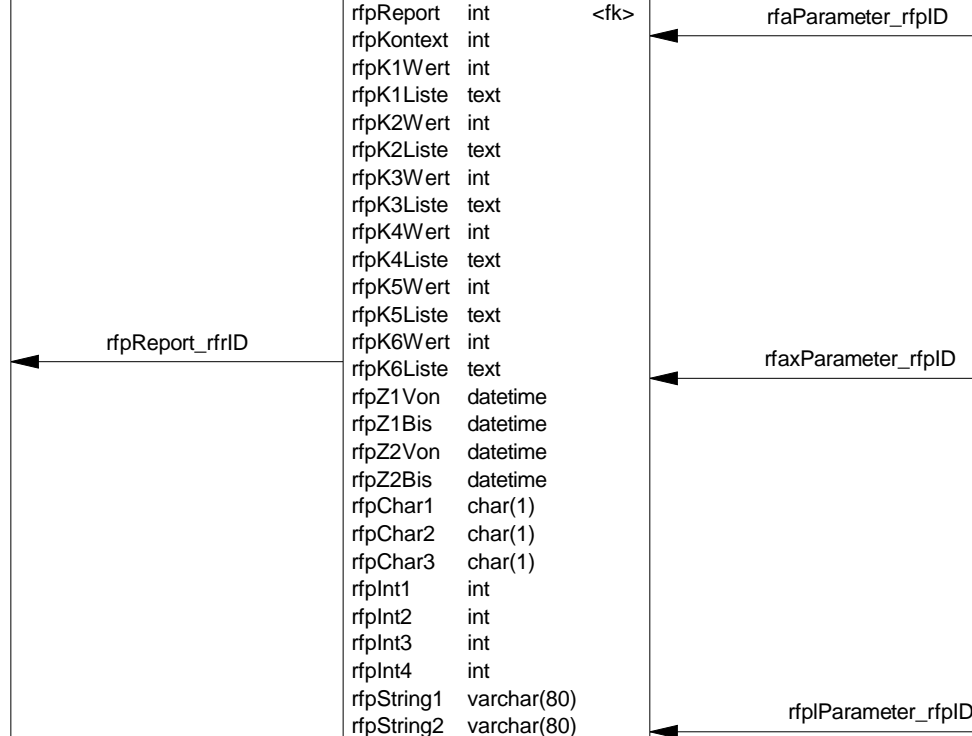 rfpReport int <fk> rfaParameter_rfpID
rfpKontext int
rfpK1Wert int
rfpK1Liste text
rfpK2Wert int
rfpK2Liste text
rfpK3Wert int
rfpK3Liste text
rfpK4Wert int
rfpK4Liste text
rfpK5Wert int
rfpK5Liste text
rfpReport_rfrID rfpK6Wert int
rfpK6Liste text rfaxParameter_rfpID
rfpZ1Von datetime
rfpZ1Bis datetime
rfpZ2Von datetime
rfpZ2Bis datetime
rfpChar1 char(1)
rfpChar2 char(1)
rfpChar3 char(1)
rfpInt1 int
rfpInt2 int
rfpInt3 int
rfpInt4 int
rfpString1 varchar(80)
rfpString2 varchar(80) rfplParameter_rfpID